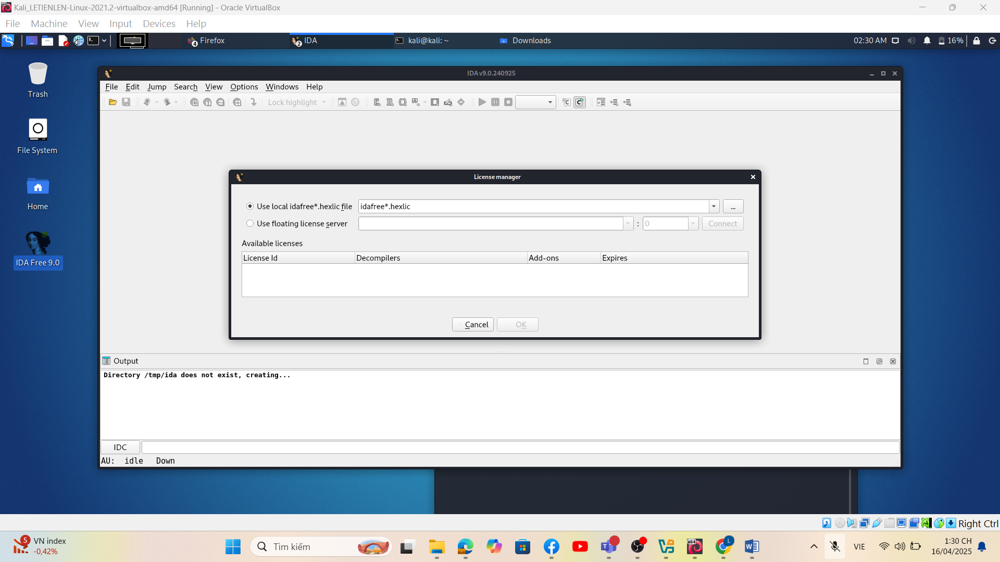 Kali_LETIENLEN-Linux-2021.2-virtualbox-amd64 [Running] - Oracle VirtualBox
File Machine View Input Devices Help
4 Firefox
2 IDA
kali@kali: ~
Downloads
02:30 AM
16%
Trash
File System
Home
IDA Free 9.0
IDA v9.0.240925
File Edit Jump Search View Options Windows Help
Lock highlight
License manager
Use local idafree*.hexlic file
idafree*.hexlic
...
Use floating license server
:
0
Connect
Available licenses
License Id Decompilers Add-ons Expires
Cancel OK
Output
Directory /tmp/ida does not exist, creating...
IDC
AU: idle Down
Right Ctrl
5
VN index
-0,42%
Tìm kiếm
x64
L
VIE
1:30 CH
16/04/2025